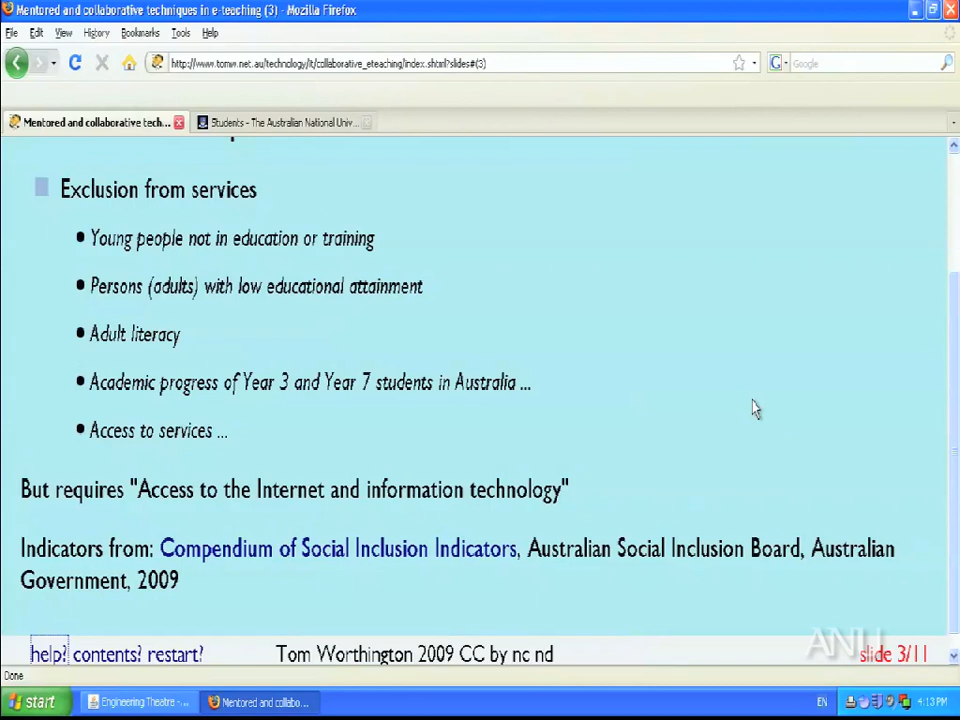 Mentored and collaborative techniques in e-teaching (3) - Mozilla Firefox
File Edit View History Bookmarks Tools Help
http://www.tomw.net.au/technology/it/collaborative_eteaching/index.shtml?slides#(3)
Google
Mentored and collaborative tech...
Students - The Australian National Univ...
Exclusion from services
• Young people not in education or training
• Persons (adults) with low educational attainment
• Adult literacy
• Academic progress of Year 3 and Year 7 students in Australia ...
• Access to services ...
But requires "Access to the Internet and information technology"
Indicators from: Compendium of Social Inclusion Indicators, Australian Social Inclusion Board, Australian
Government, 2009
help? contents? restart? Tom Worthington 2009 CC by nc nd slide 3/11
ANU
Done
start Engineering Theatre -... Mentored and collabo... EN 4:13 PM